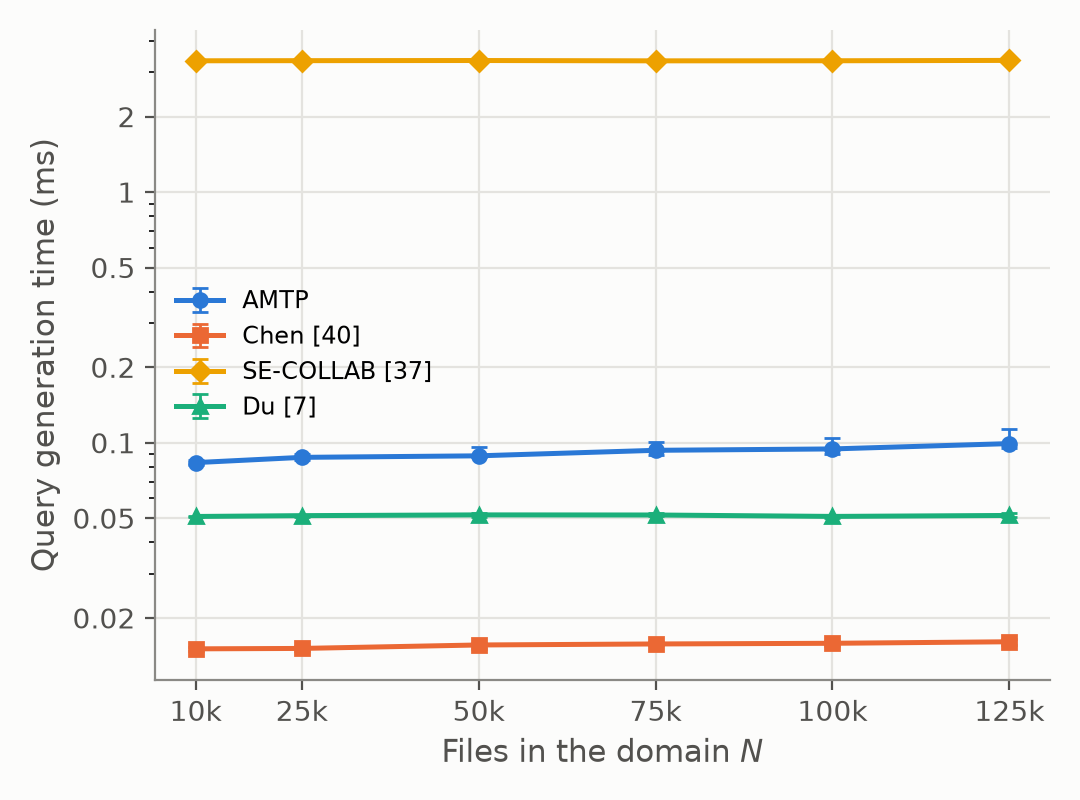 Query generation time (ms)
2
1
0.5
0.2
0.1
0.05
0.02
AMTP
Chen [40]
SE-COLLAB [37]
Du [7]
10k 25k 50k 75k 100k 125k
Files in the domain N